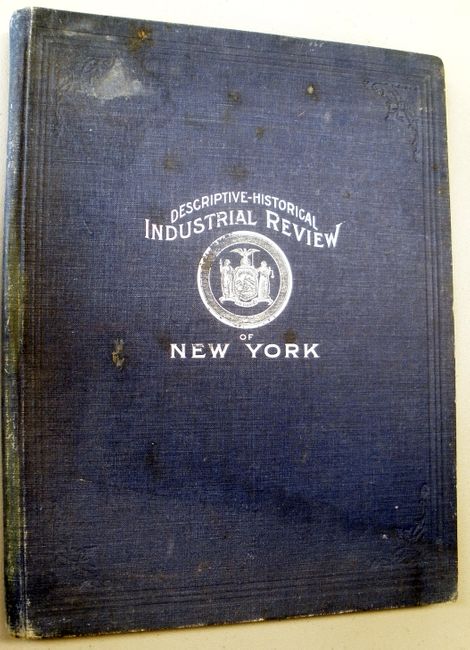 DESCRIPTIVE-HISTORICAL
INDUSTRIAL REVIEW
OF
NEW YORK